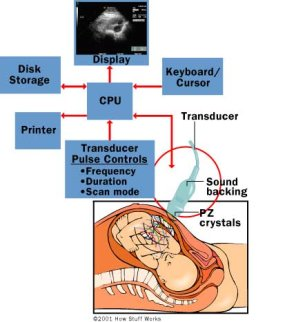 Display
Disk
Storage
Keyboard/
Cursor
CPU
Printer
Transducer
Transducer
Pulse Controls
•Frequency
•Duration
•Scan mode
Sound
backing
PZ
crystals
©2001 How Stuff Works